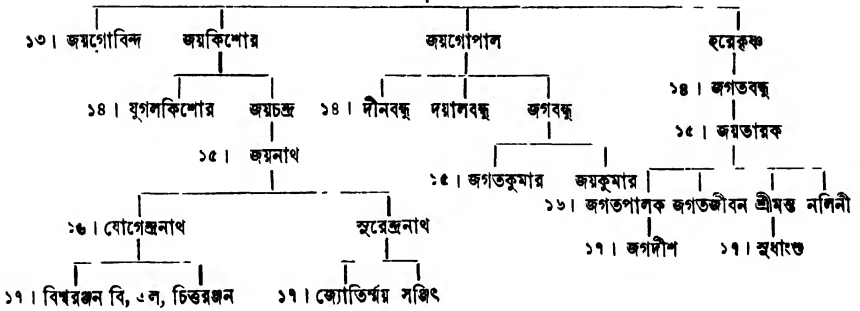 ১৩। জয়গোবিন্দ জয়কিশোর জয়গোপাল হরেকৃষ্ণ
১৪। জগতবন্ধু
১৪। যুগলকিশোর জয়চন্দ্র ১৪। দীনবন্ধু দয়ালবন্ধু জগবন্ধু
১৫। জয়তারক
১৫। জয়নাথ
১৫। জগতকুমার জয়কুমার
১৬। জগতপালক জগতজীবন শ্রীমন্ত নলিনী
১৬। যোগেন্দ্রনাথ সুরেন্দ্রনাথ
১৭। জগদীশ ১৭। সুধাংশু
১৭। বিশ্বরঞ্জন বি, এল, চিত্তরঞ্জন ১৭। জ্যোতির্ম্ময় সঞ্জিৎ